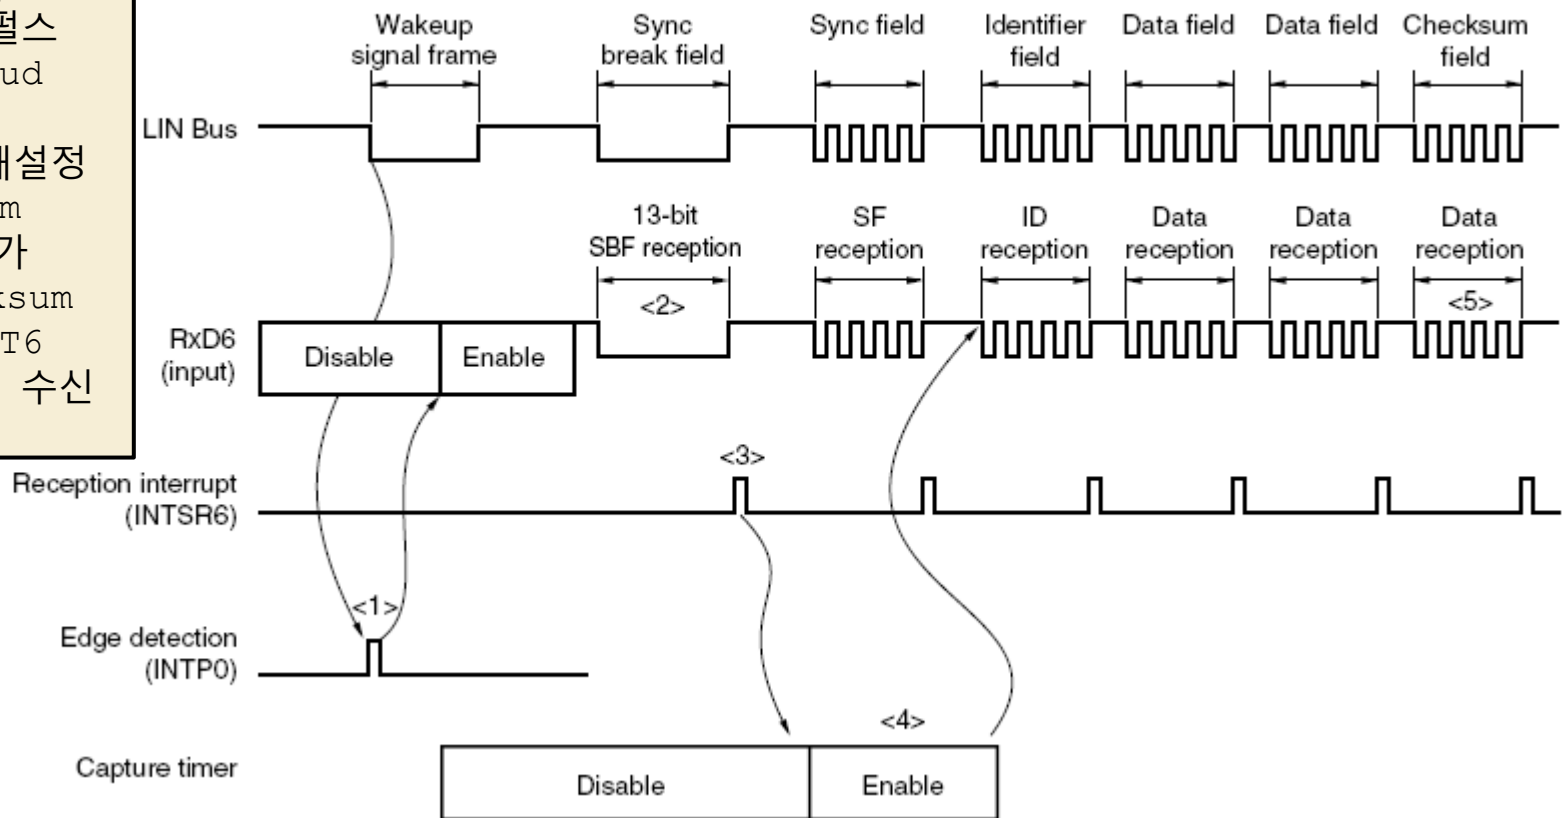 펄스
ud
재설정
m
가
ksum
T6
수신
Wakeup
signal frame
Sync
break field
Sync field
Identifier
field
Data field
Data field
Checksum
field
LIN Bus
13-bit
SBF reception
SF
reception
ID
reception
Data
reception
Data
reception
Data
reception
<2>
<5>
RxD6
(input)
Disable
Enable
<3>
Reception interrupt
(INTSR6)
<1>
Edge detection
(INTP0)
<4>
Capture timer
Disable
Enable